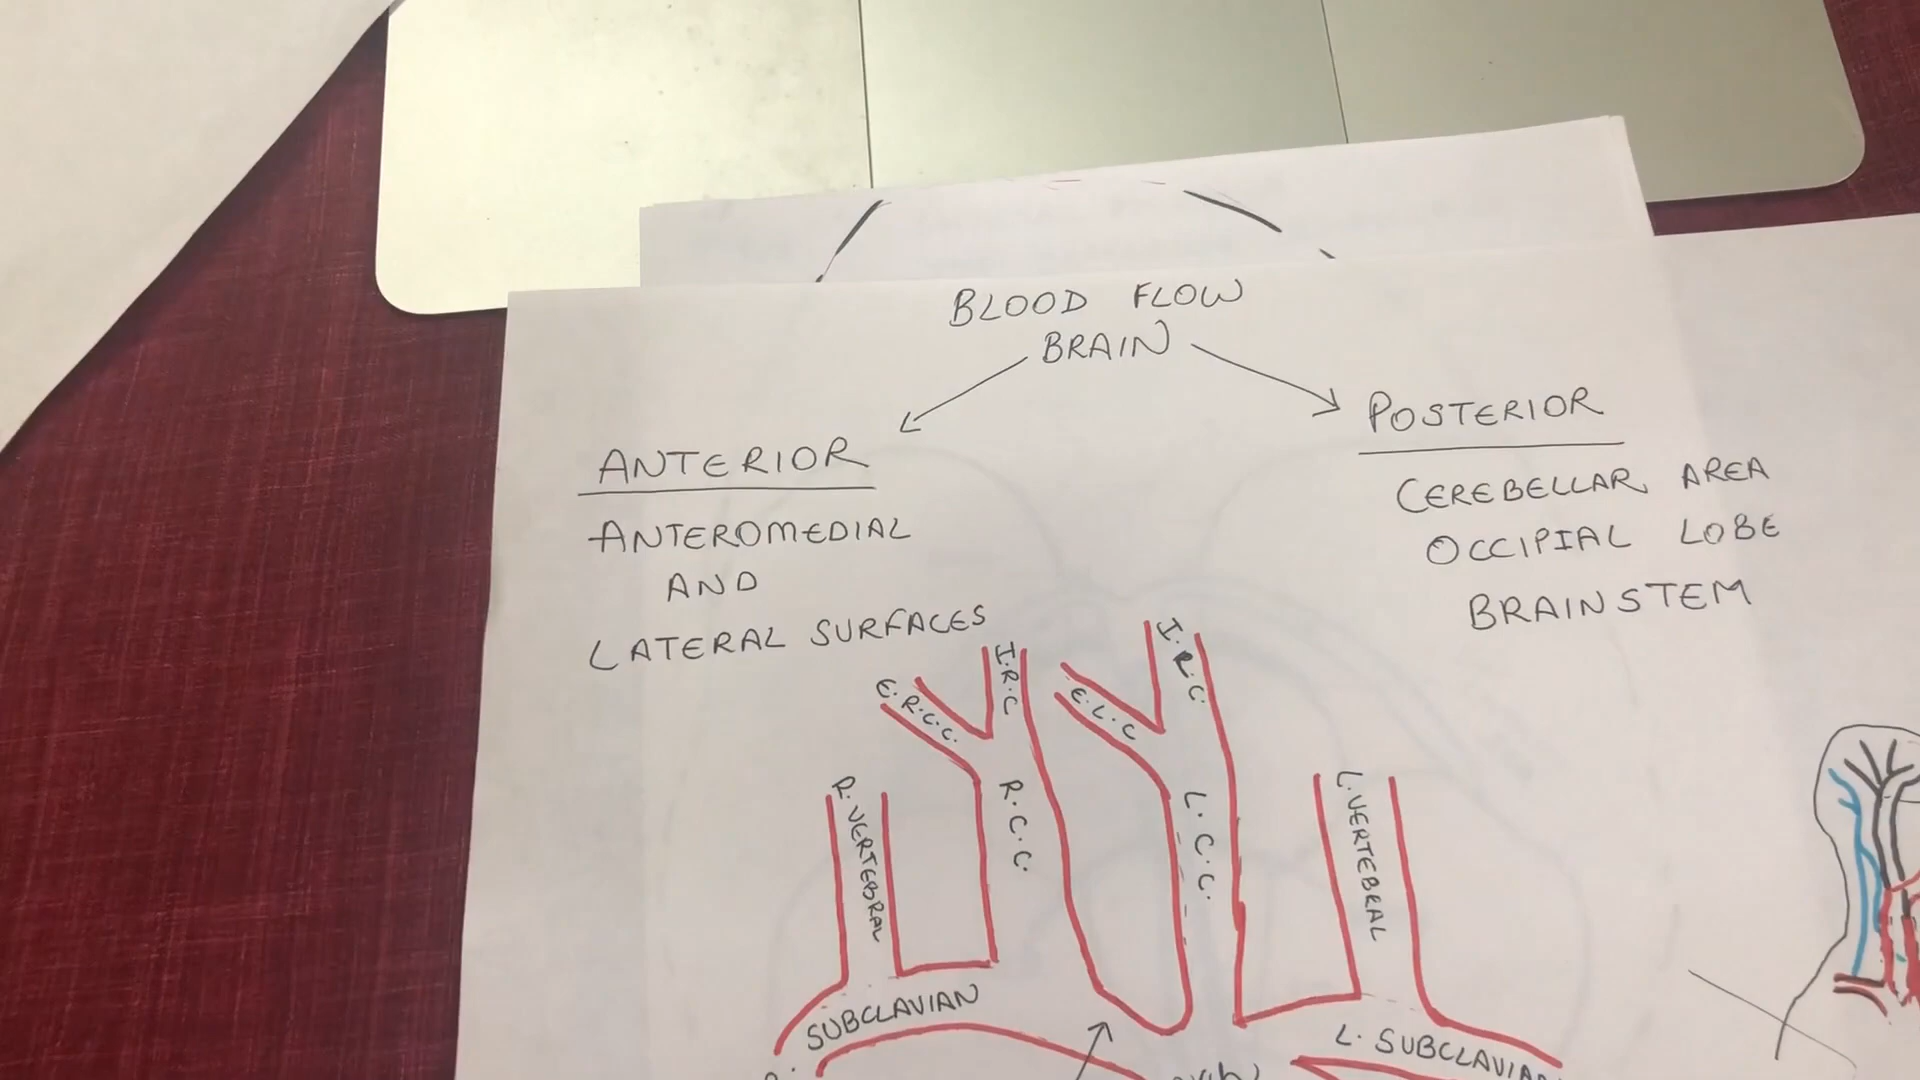 BLOOD FLOW
BRAIN
ANTERIOR
ANTEROMEDIAL
AND
LATERAL SURFACES
POSTERIOR
CEREBELLAR AREA
OCCIPIAL LOBE
BRAINSTEM
E.R.C.C.
I.R.C
E.L.C
I.L.C.
R.C.C.
L.C.C.
R.VERTEBRAL
L.VERTEBRAL
SUBCLAVIAN
L. SUBCLAVIAN